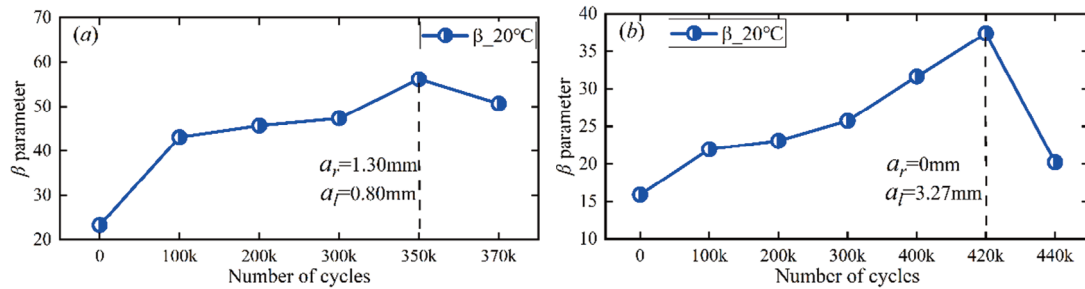 (a)
β_20°C
70
60
50
40
30
20
β parameter
a_r=1.30mm
a_l=0.80mm
0 100k 200k 300k 350k 370k
Number of cycles
(b)
β_20°C
40
35
30
25
20
15
10
β parameter
a_r=0mm
a_l=3.27mm
0 100k 200k 300k 400k 420k 440k
Number of cycles